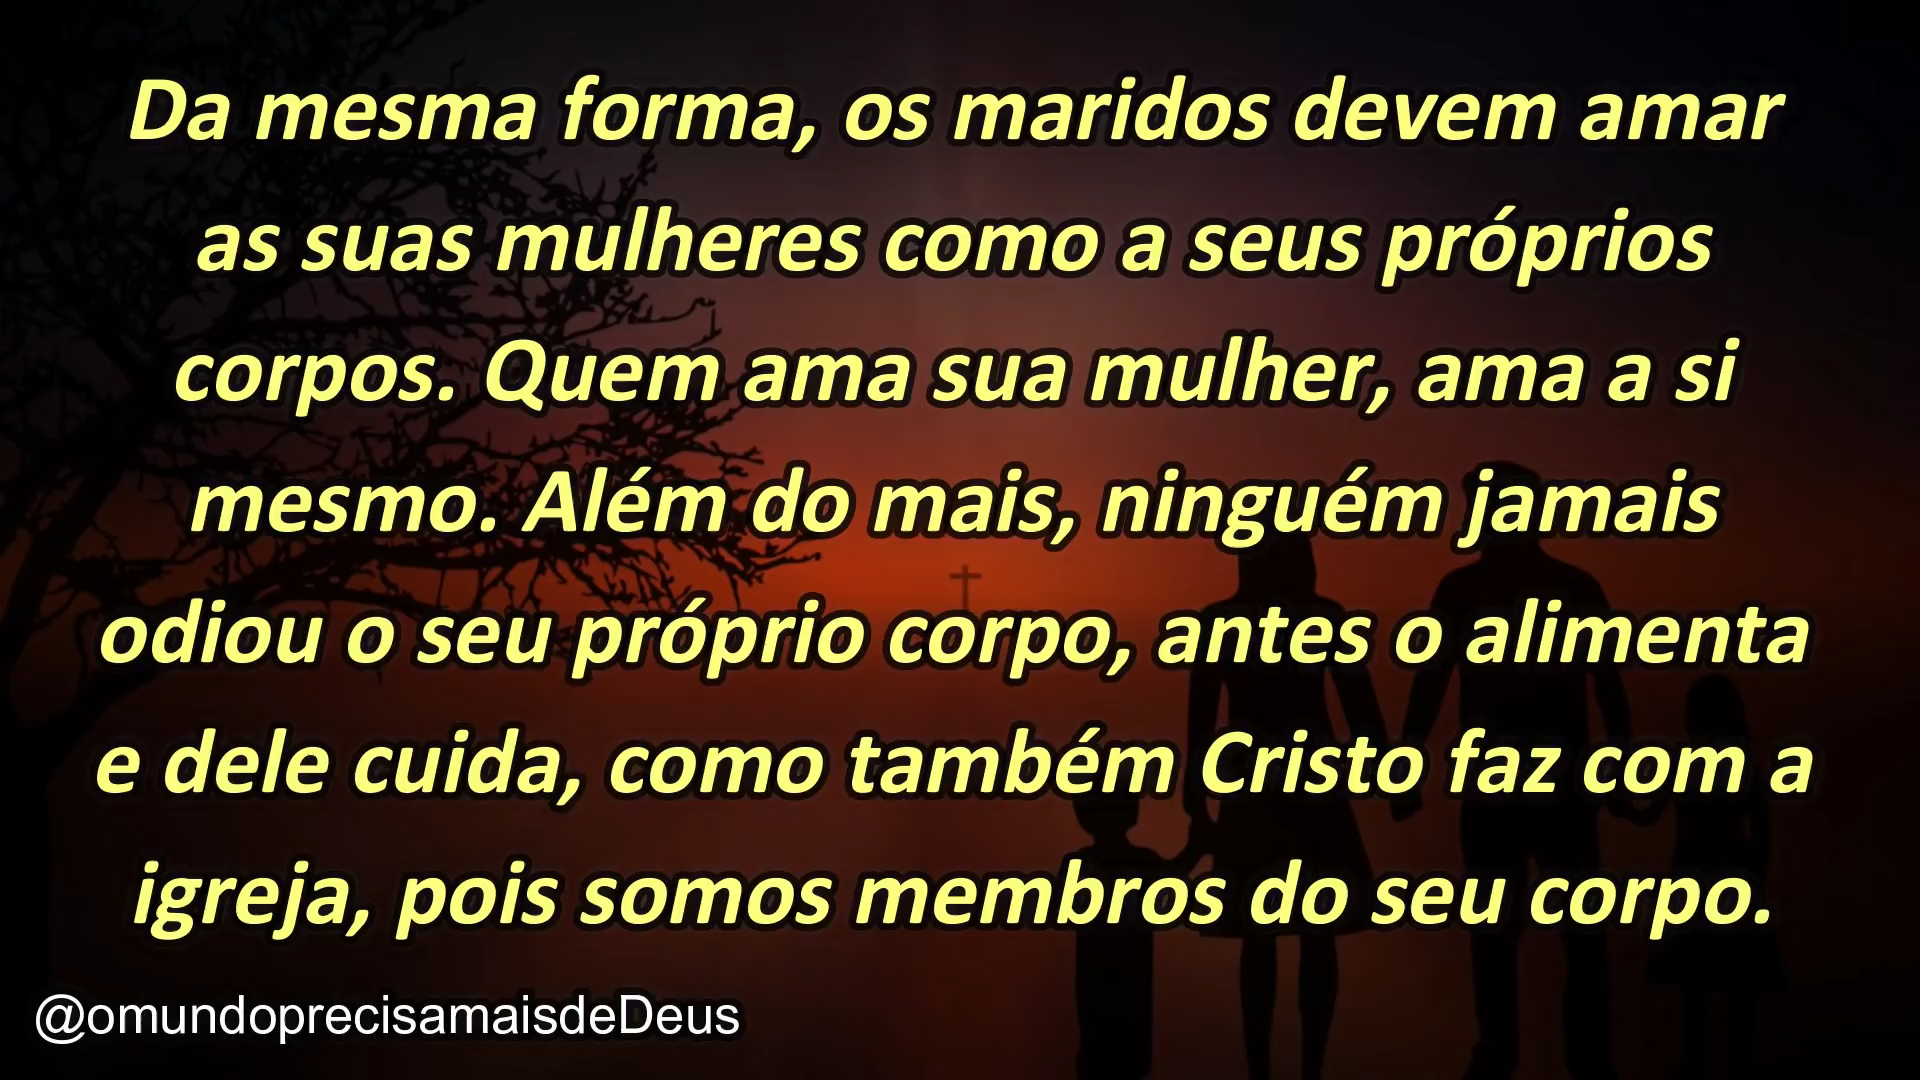 Da mesma forma, os maridos devem amar
as suas mulheres como a seus próprios
corpos. Quem ama sua mulher, ama a si
mesmo. Além do mais, ninguém jamais
odiou o seu próprio corpo, antes o alimenta
e dele cuida, como também Cristo faz com a
igreja, pois somos membros do seu corpo.
@omundoprecisamaisdeDeus